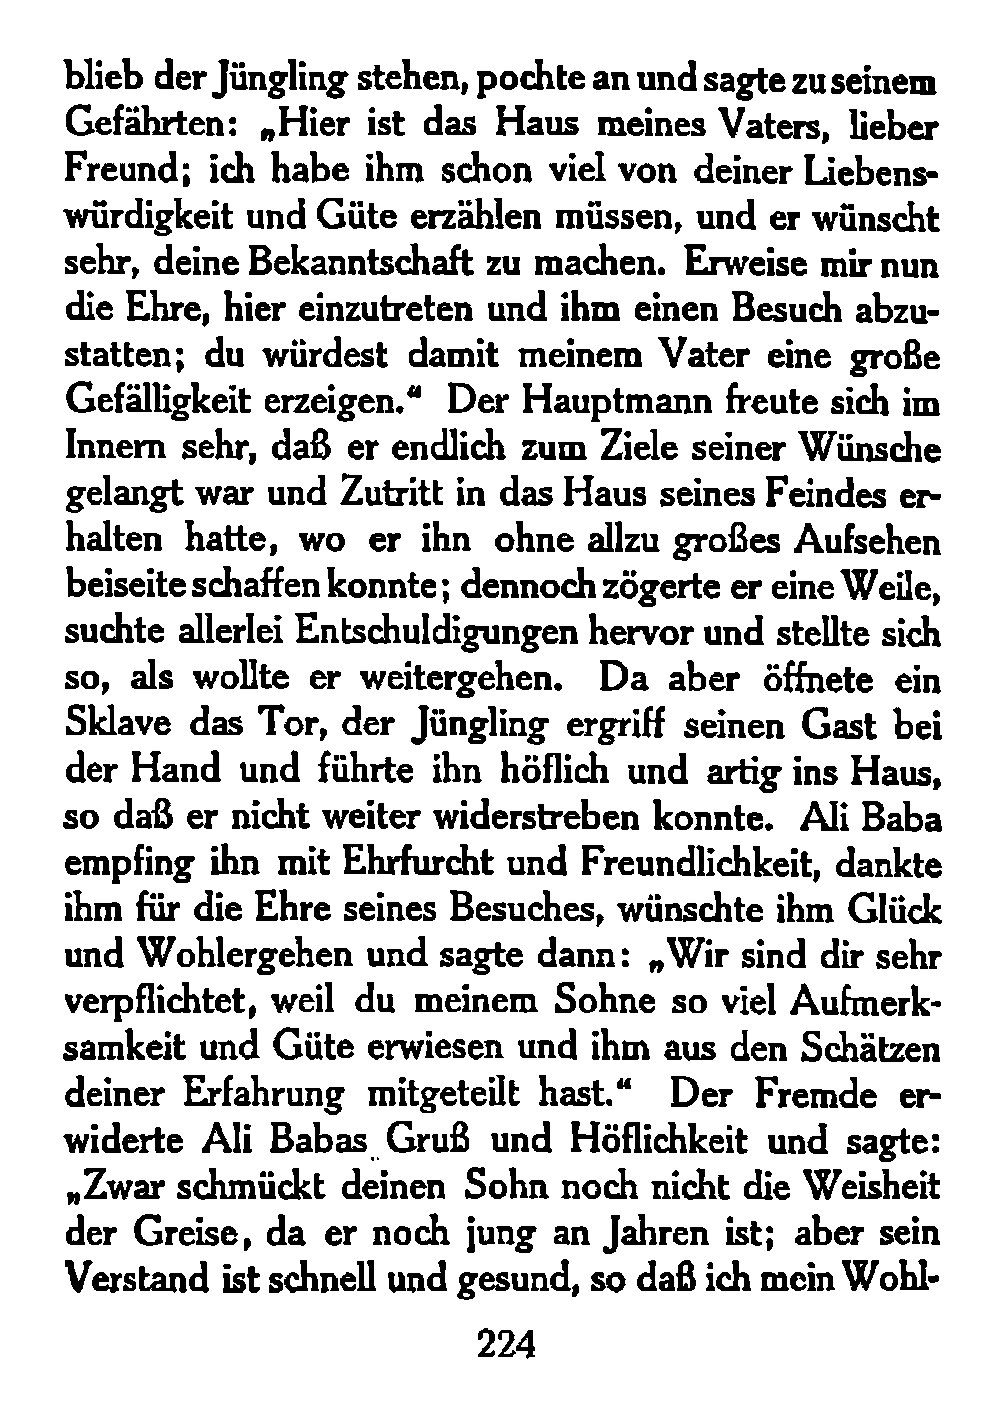 blieb der Jüngling stehen, pochte an und sagte zu seinem
Gefährten: „Hier ist das Haus meines Vaters, lieber
Freund; ich habe ihm schon viel von deiner Liebens-
würdigkeit und Güte erzählen müssen, und er wünscht
sehr, deine Bekanntschaft zu machen. Erweise mir nun
die Ehre, hier einzutreten und ihm einen Besuch abzu-
statten; du würdest damit meinem Vater eine große
Gefälligkeit erzeigen.“ Der Hauptmann freute sich im
Innern sehr, daß er endlich zum Ziele seiner Wünsche
gelangt war und Zutritt in das Haus seines Feindes er-
halten hatte, wo er ihn ohne allzu großes Aufsehen
beiseite schaffen konnte; dennoch zögerte er eine Weile,
suchte allerlei Entschuldigungen hervor und stellte sich
so, als wollte er weitergehen. Da aber öffnete ein
Sklave das Tor, der Jüngling ergriff seinen Gast bei
der Hand und führte ihn höflich und artig ins Haus,
so daß er nicht weiter widerstreben konnte. Ali Baba
empfing ihn mit Ehrfurcht und Freundlichkeit, dankte
ihm für die Ehre seines Besuches, wünschte ihm Glück
und Wohlergehen und sagte dann: „Wir sind dir sehr
verpflichtet, weil du meinem Sohne so viel Aufmerk-
samkeit und Güte erwiesen und ihm aus den Schätzen
deiner Erfahrung mitgeteilt hast.“ Der Fremde er-
widerte Ali Babas Gruß und Höflichkeit und sagte:
„Zwar schmückt deinen Sohn noch nicht die Weisheit
der Greise, da er noch jung an Jahren ist; aber sein
Verstand ist schnell und gesund, so daß ich mein Wohl-
224